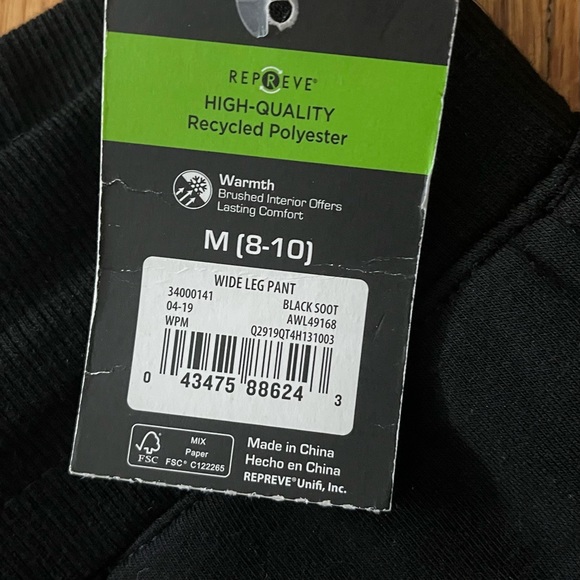 REPREVE®
HIGH-QUALITY
Recycled Polyester
Warmth
Brushed Interior Offers
Lasting Comfort
M (8-10)
WIDE LEG PANT
34000141 BLACK SOOT
04-19 AWL49168
WPM Q2919QT4H131003
0 43475 88624 3
FSC
MIX
Paper
FSC® C122265
Made in China
Hecho en China
REPREVE®Unifi, Inc.